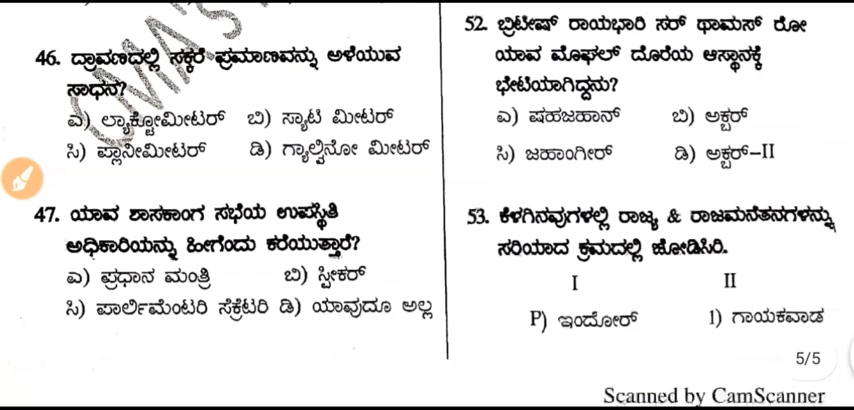 46. ದ್ರಾವಣದಲ್ಲಿ ಸಕ್ಕರೆ ಪ್ರಮಾಣವನ್ನು ಅಳೆಯುವ
ಸಾಧನ?
ಎ) ಲ್ಯಾಕ್ಟೋಮೀಟರ್ ಬಿ) ಸ್ಯಾಟಿ ಮೀಟರ್
ಸಿ) ಪ್ಲಾನೀಮೀಟರ್ ಡಿ) ಗ್ಯಾಲ್ವಿನೋ ಮೀಟರ್
47. ಯಾವ ಶಾಸಕಾಂಗ ಸಭೆಯ ಉಪಸ್ಥಿತಿ
ಅಧಿಕಾರಿಯನ್ನು ಹೀಗೆಂದು ಕರೆಯುತ್ತಾರೆ?
ಎ) ಪ್ರಧಾನ ಮಂತ್ರಿ ಬಿ) ಸ್ಪೀಕರ್
ಸಿ) ಪಾರ್ಲಿಮೆಂಟರಿ ಸೆಕ್ರೆಟರಿ ಡಿ) ಯಾವುದೂ ಅಲ್ಲ
52. ಬ್ರಿಟೀಷ್ ರಾಯಭಾರಿ ಸರ್ ಥಾಮಸ್ ರೋ
ಯಾವ ಮೊಘಲ್ ದೊರೆಯ ಆಸ್ಥಾನಕ್ಕೆ
ಭೇಟಿಯಾಗಿದ್ದನು?
ಎ) ಷಹಜಹಾನ್ ಬಿ) ಅಕ್ಬರ್
ಸಿ) ಜಹಾಂಗೀರ್ ಡಿ) ಅಕ್ಬರ್-II
53. ಕೆಳಗಿನವುಗಳಲ್ಲಿ ರಾಜ್ಯ & ರಾಜಮನೆತನಗಳನ್ನು
ಸರಿಯಾದ ಕ್ರಮದಲ್ಲಿ ಜೋಡಿಸಿರಿ.
I II
P) ಇಂದೋರ್ 1) ಗಾಯಕವಾಡ
5/5
Scanned by CamScanner